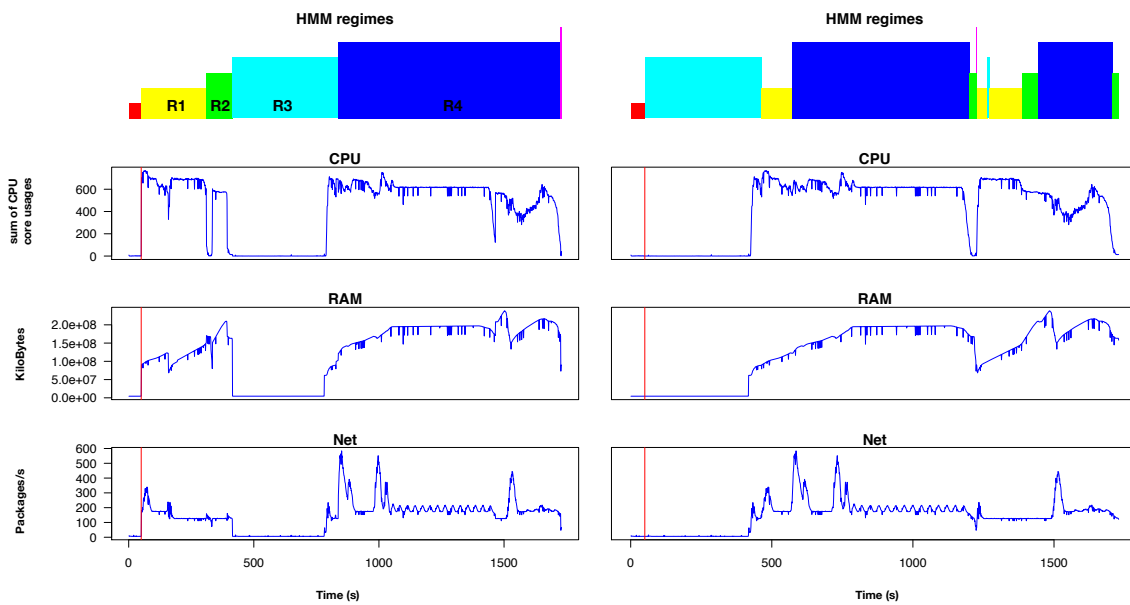 HMM regimes
HMM regimes
R1
R2
R3
R4
CPU
CPU
sum of CPU
core usages
600
400
200
0
RAM
RAM
KiloBytes
2.0e+08
1.5e+08
1.0e+08
5.0e+07
0.0e+00
Net
Net
Packages/s
600
500
400
300
200
100
0
0
500
1000
1500
0
500
1000
1500
Time (s)
Time (s)